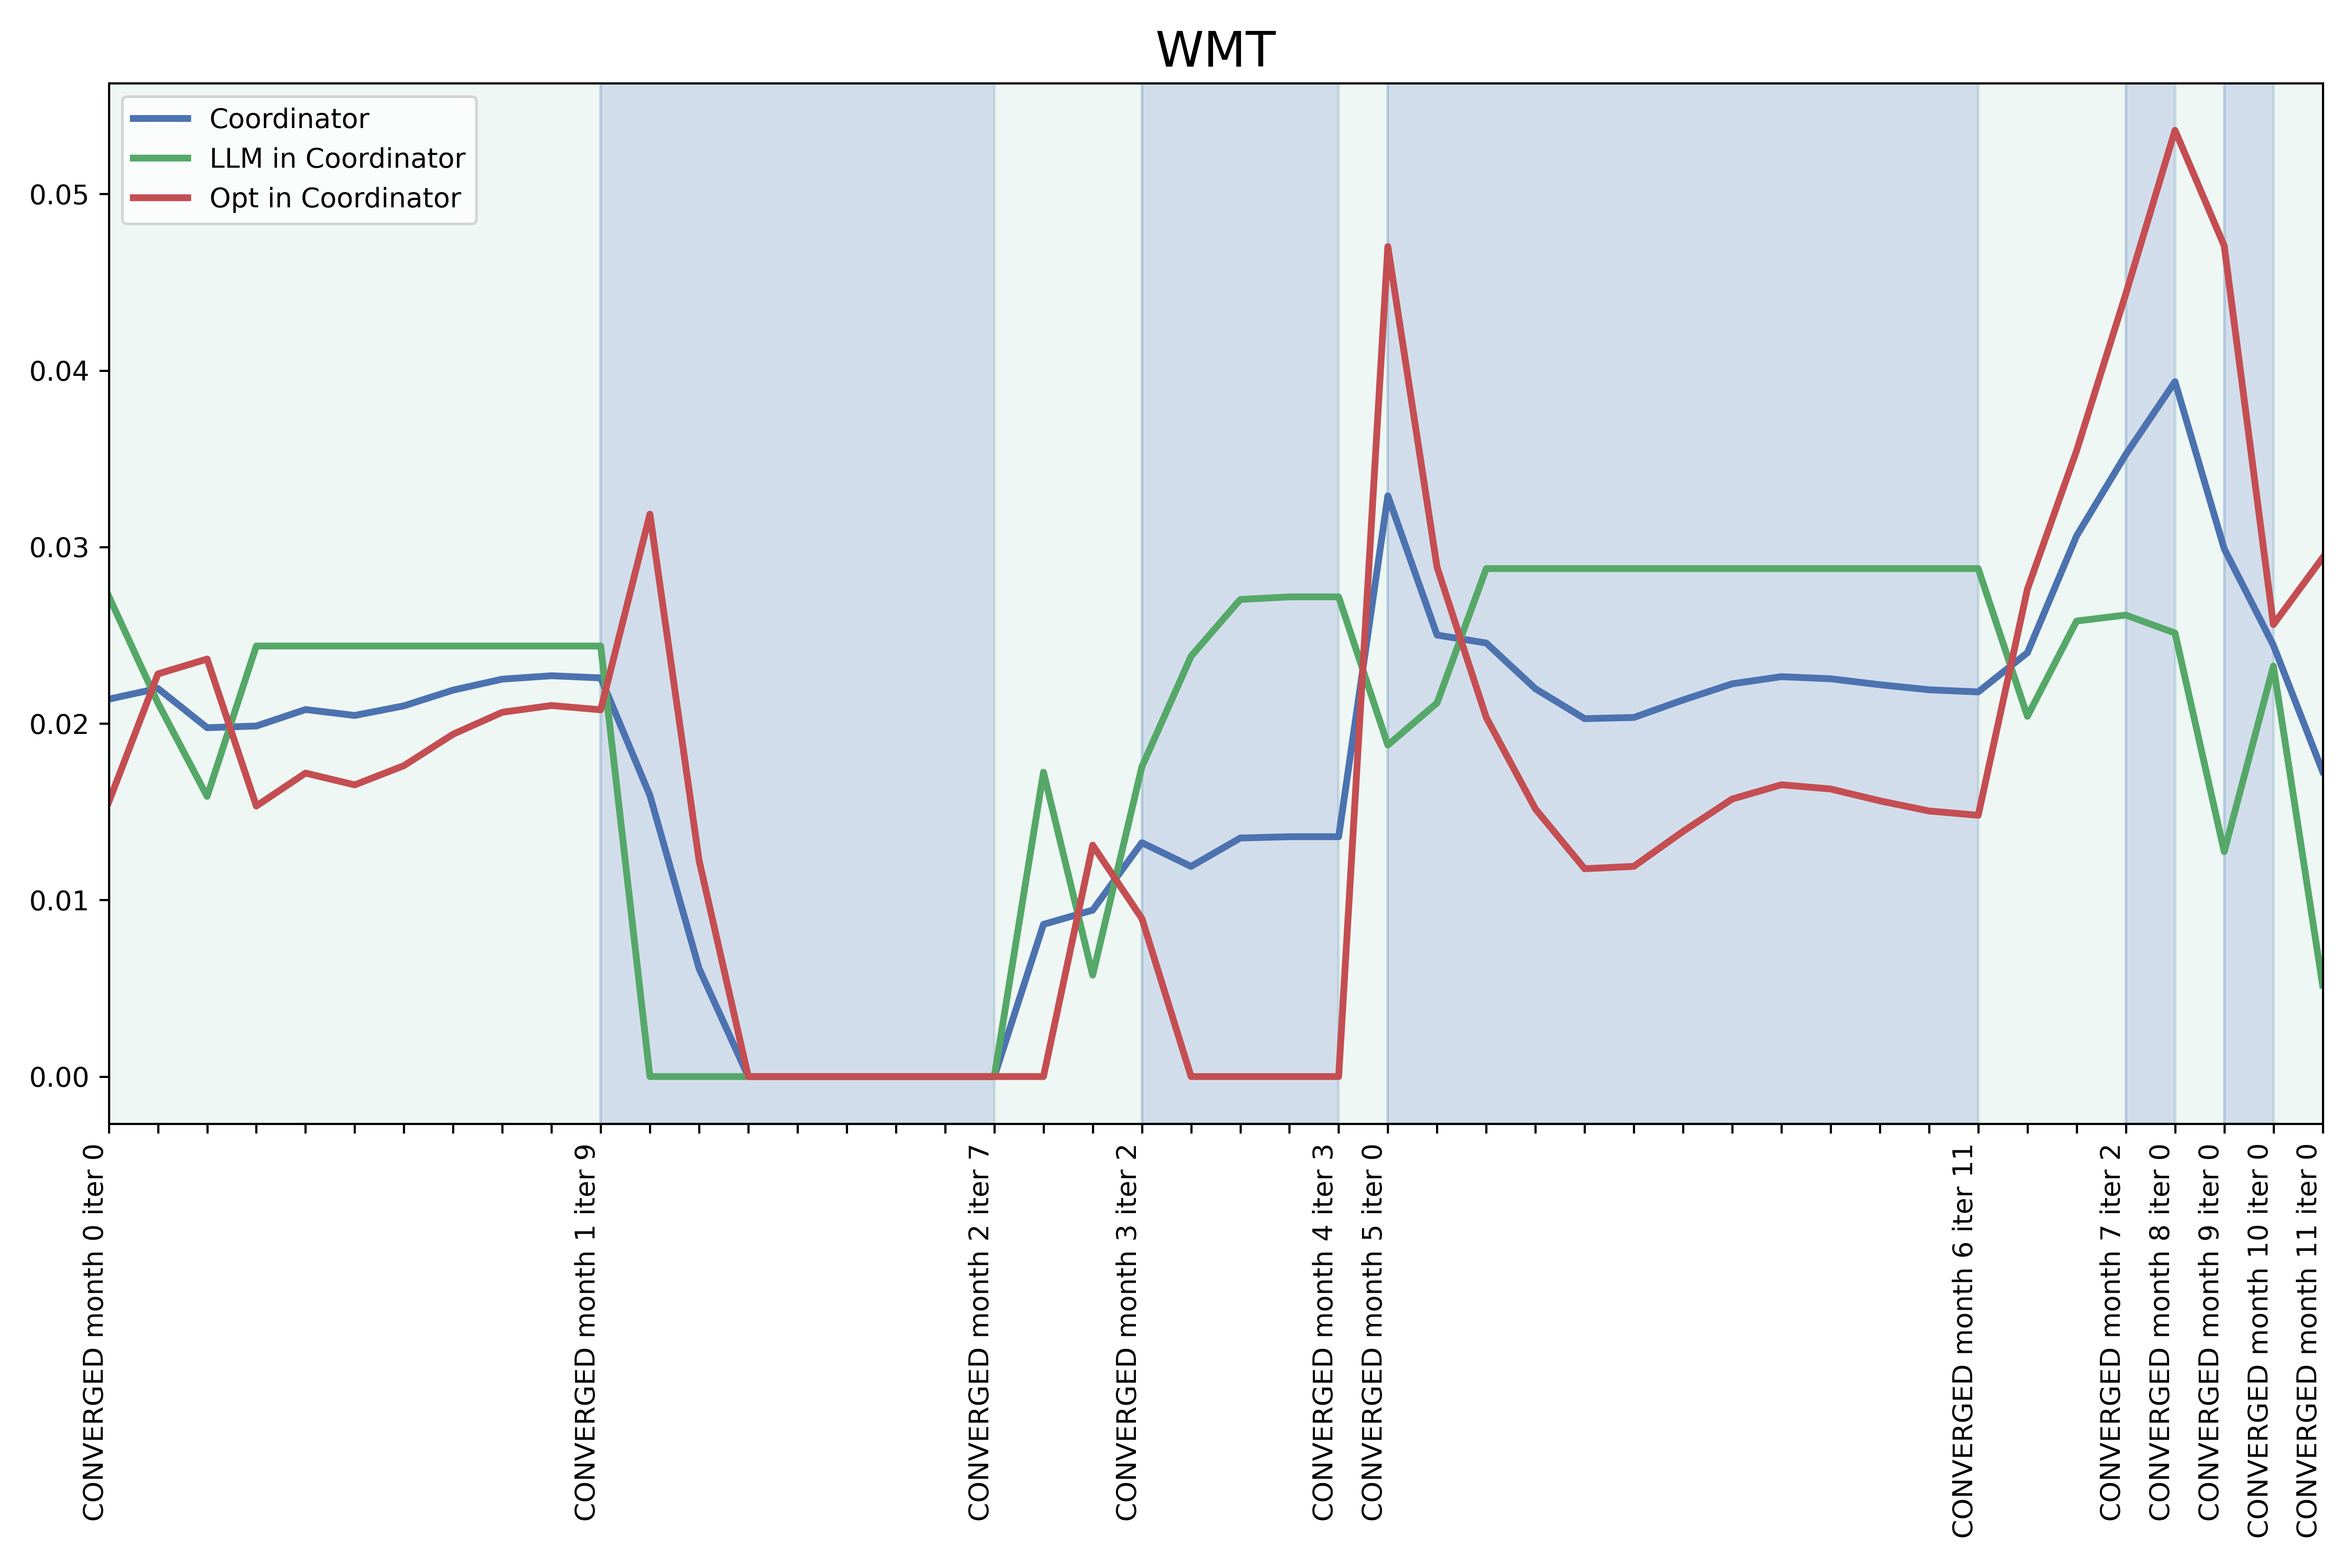 WMT
Coordinator
LLM in Coordinator
Opt in Coordinator
0.05
0.04
0.03
0.02
0.01
0.00
CONVERGED month 0 iter 0
CONVERGED month 1 iter 9
CONVERGED month 2 iter 7
CONVERGED month 3 iter 2
CONVERGED month 4 iter 3
CONVERGED month 5 iter 0
CONVERGED month 6 iter 11
CONVERGED month 7 iter 2
CONVERGED month 8 iter 0
CONVERGED month 9 iter 0
CONVERGED month 10 iter 0
CONVERGED month 11 iter 0